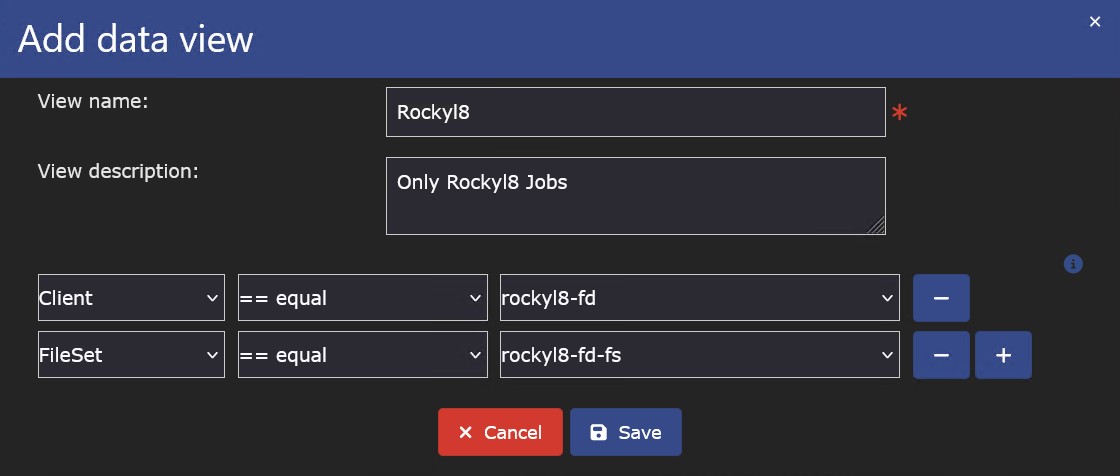 Add data view
View name:
Rockyl8
View description:
Only Rockyl8 Jobs
Client == equal rockyl8-fd
FileSet == equal rockyl8-fd-fs
Cancel Save